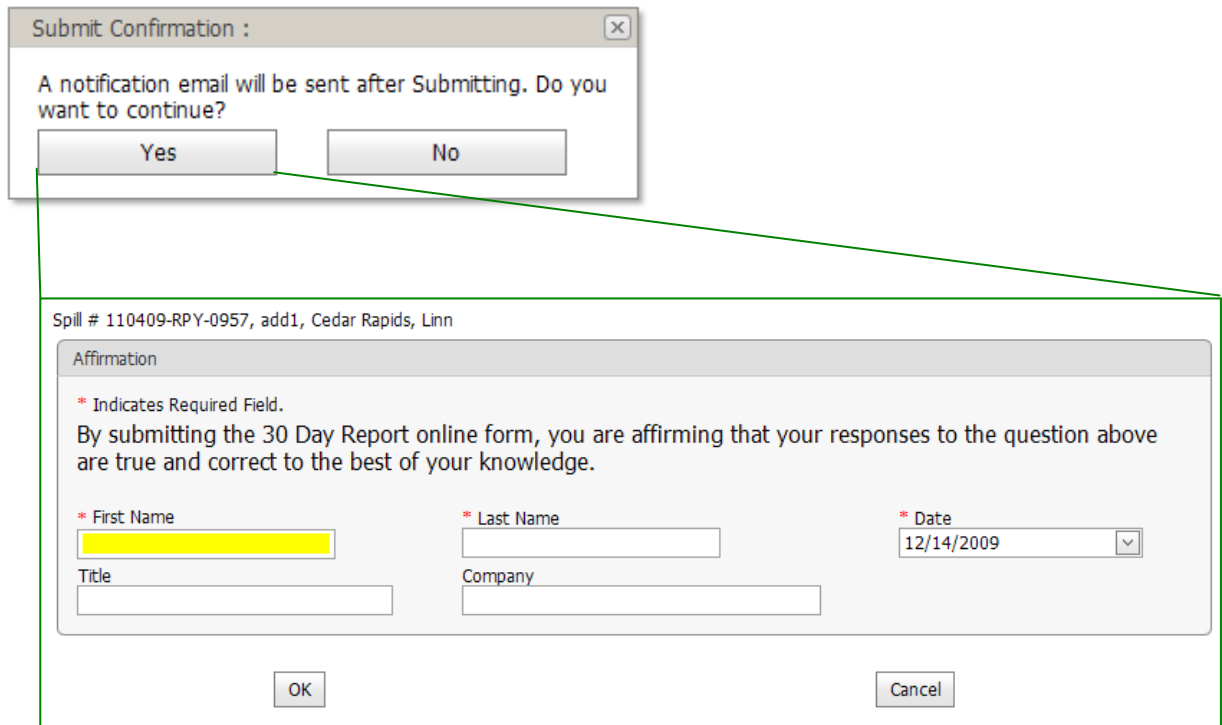 Submit Confirmation :
A notification email will be sent after Submitting. Do you
want to continue?
Yes No
Spill # 110409-RPY-0957, add1, Cedar Rapids, Linn
Affirmation
* Indicates Required Field.
By submitting the 30 Day Report online form, you are affirming that your responses to the question above
are true and correct to the best of your knowledge.
* First Name * Last Name * Date
12/14/2009
Title Company
OK Cancel